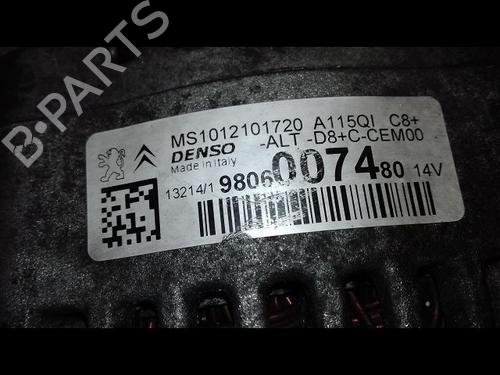 B-PARTS
MS1012101720 A115QI C8+
DENSO -ALT -D8+C-CEM00
Made in Italy
13214/1 9806007480 14V